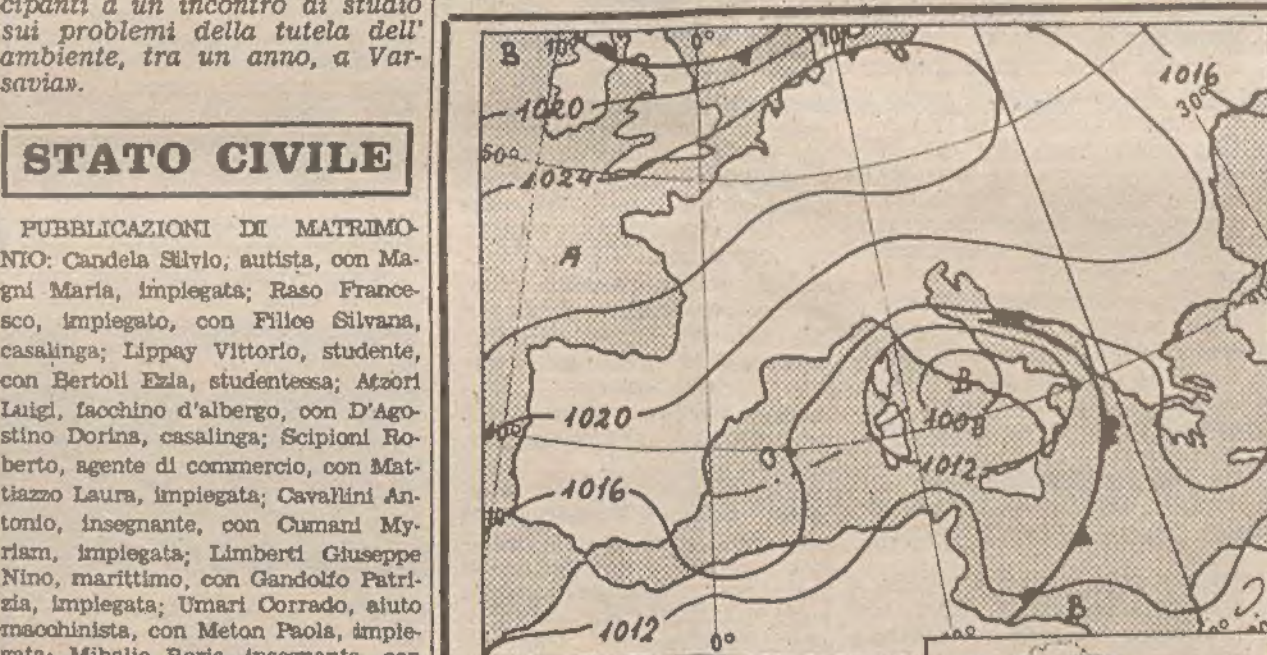 cipanti a un incontro di studio
sui problemi della tutela dell'
ambiente, tra un anno, a Var-
savia».
STATO CIVILE
PUBBLICAZIONI DI MATRIMO-
NIO: Candela Silvio, autista, con Ma-
gni Maria, impiegata; Raso France-
sco, impiegato, con Filice Silvana,
casalinga; Lippay Vittorio, studente,
con Bertoli Ezia, studentessa; Atzori
Luigi, facchino d'albergo, con D'Ago-
stino Dorina, casalinga; Scipioni Ro-
berto, agente di commercio, con Mat-
tiazzo Laura, impiegata; Cavallini An-
tonio, insegnante, con Cumani My-
riam, impiegata; Limberti Giuseppe
Nino, marittimo, con Gandolfo Patri-
zia, impiegata; Umari Corrado, aiuto
macchinista, con Meton Paola, impie-
B
10°
0°
10°
1016
30°
1020
50°
1024
A
B
1020
40°
1008
1012
1016
10°
B
1012
0°